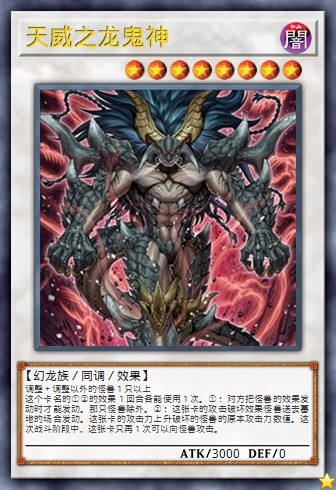 天威之龙鬼神
闇
【幻龙族／同调／效果】
调整＋调整以外的怪兽1只以上
这个卡名的①②的效果1回合各能使用1次。①：对方把怪兽的效果发
动时才能发动。那只怪兽除外。②：这张卡的攻击破坏效果怪兽送去墓
地的场合发动。这张卡的攻击力上升破坏的怪兽的原本攻击力数值。这
次战斗阶段中，这张卡只再1次可以向怪兽攻击。
ATK/3000 DEF/0